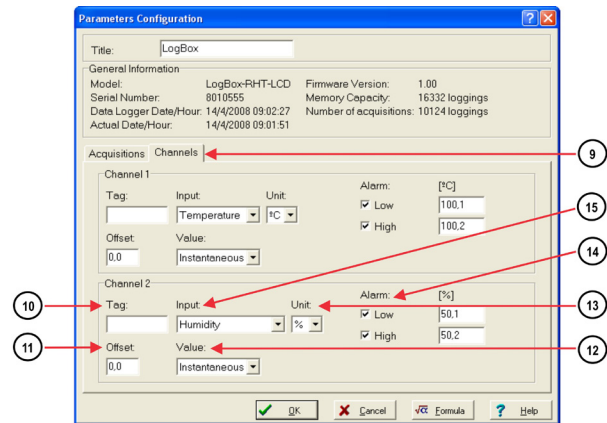 Parameters Configuration
Title: LogBox
General Information
Model: LogBox-RHT-LCD Firmware Version: 1.00
Serial Number: 8010555 Memory Capacity: 16332 loggings
Data Logger Date/Hour: 14/4/2008 09:02:27 Number of acquisitions: 10124 loggings
Actual Date/Hour: 14/4/2008 09:01:51
Acquisitions Channels 9
Channel 1
Tag: Input: Unit: Alarm: [ºC]
Temperature ºC Low 100,1
High 100,2
Offset: Value:
0,0 Instantaneous
15
14
Channel 2
10 Tag: Input: Unit: Alarm: [%] 13
Humidity % Low 50,1
High 50,2
11 Offset: Value: 12
0,0 Instantaneous
OK Cancel √α Formula ? Help